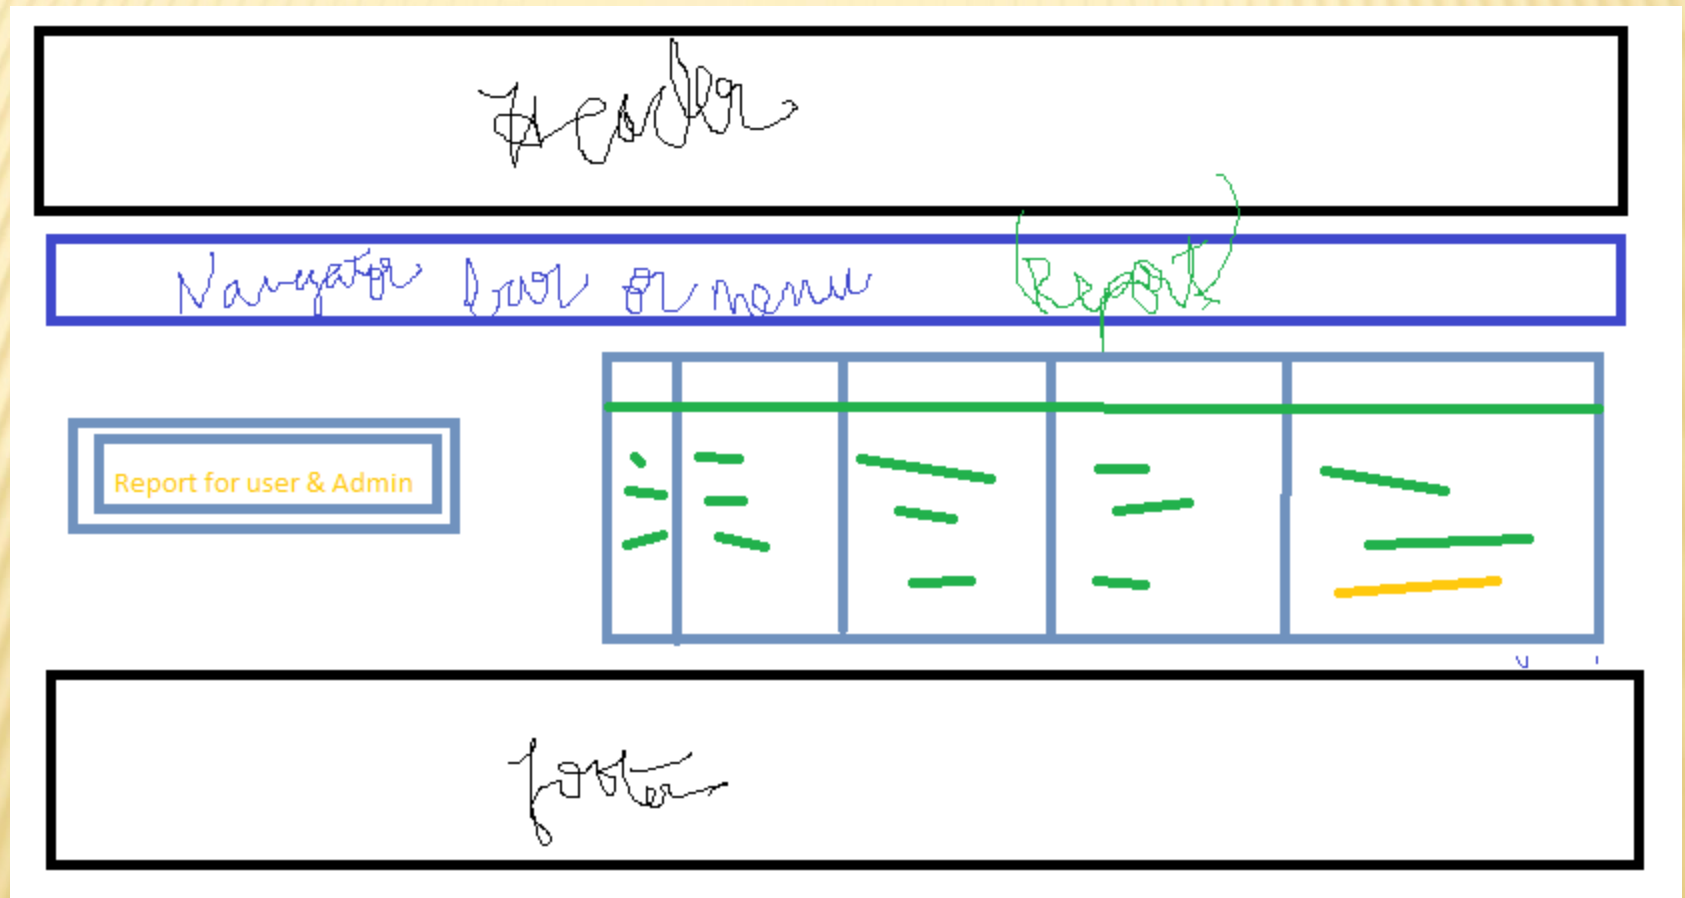 Header
Navigator bar or menu Report
Report for user & Admin
footer